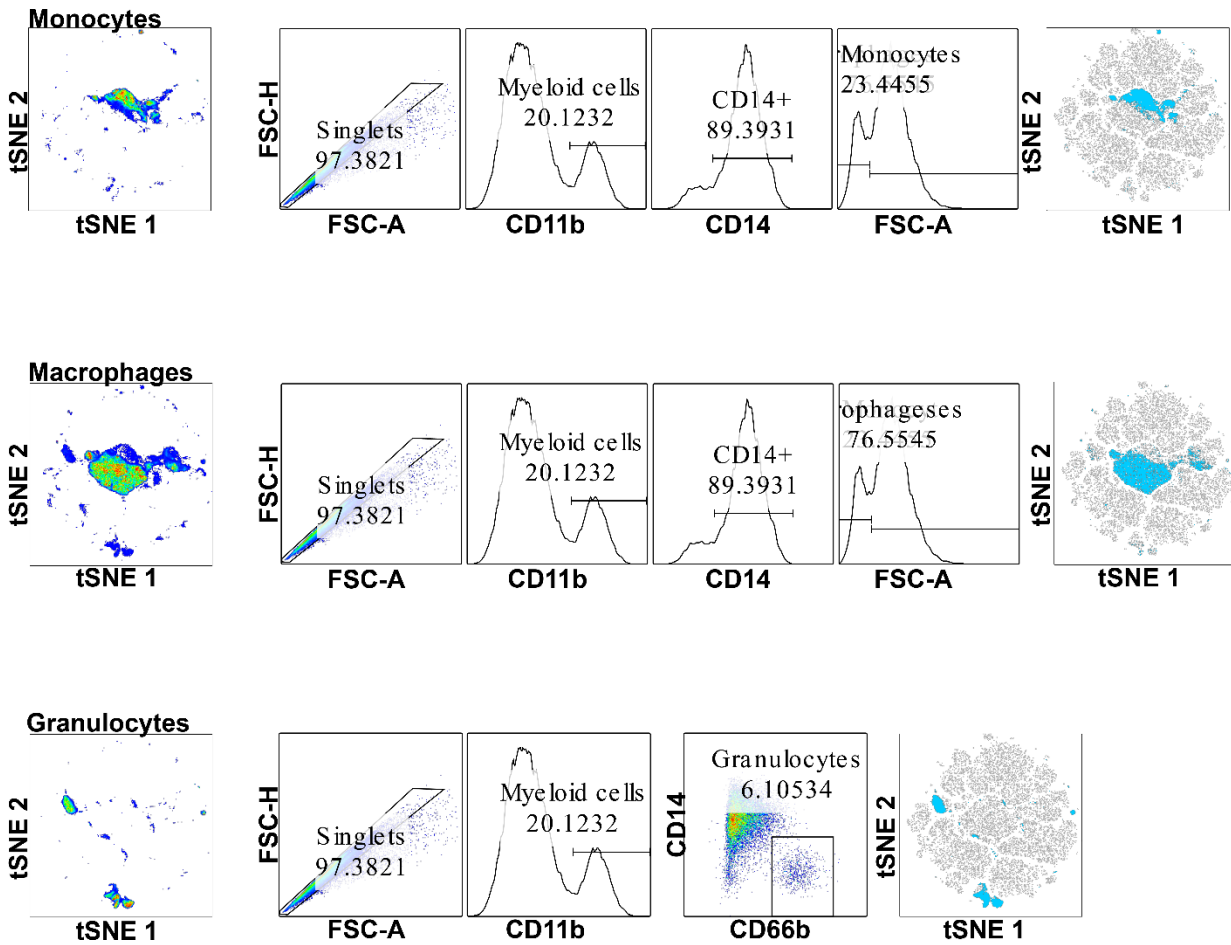 Monocytes
tSNE 2
tSNE 1
FSC-H
Singlets
97.3821
FSC-A
Myeloid cells
20.1232
CD11b
CD14+
89.3931
CD14
Monocytes
23.4455
FSC-A
tSNE 2
tSNE 1
Macrophages
tSNE 2
tSNE 1
FSC-H
Singlets
97.3821
FSC-A
Myeloid cells
20.1232
CD11b
CD14+
89.3931
CD14
rophageses
76.5545
FSC-A
tSNE 2
tSNE 1
Granulocytes
tSNE 2
tSNE 1
FSC-H
Singlets
97.3821
FSC-A
Myeloid cells
20.1232
CD11b
CD14
Granulocytes
6.10534
CD66b
tSNE 2
tSNE 1